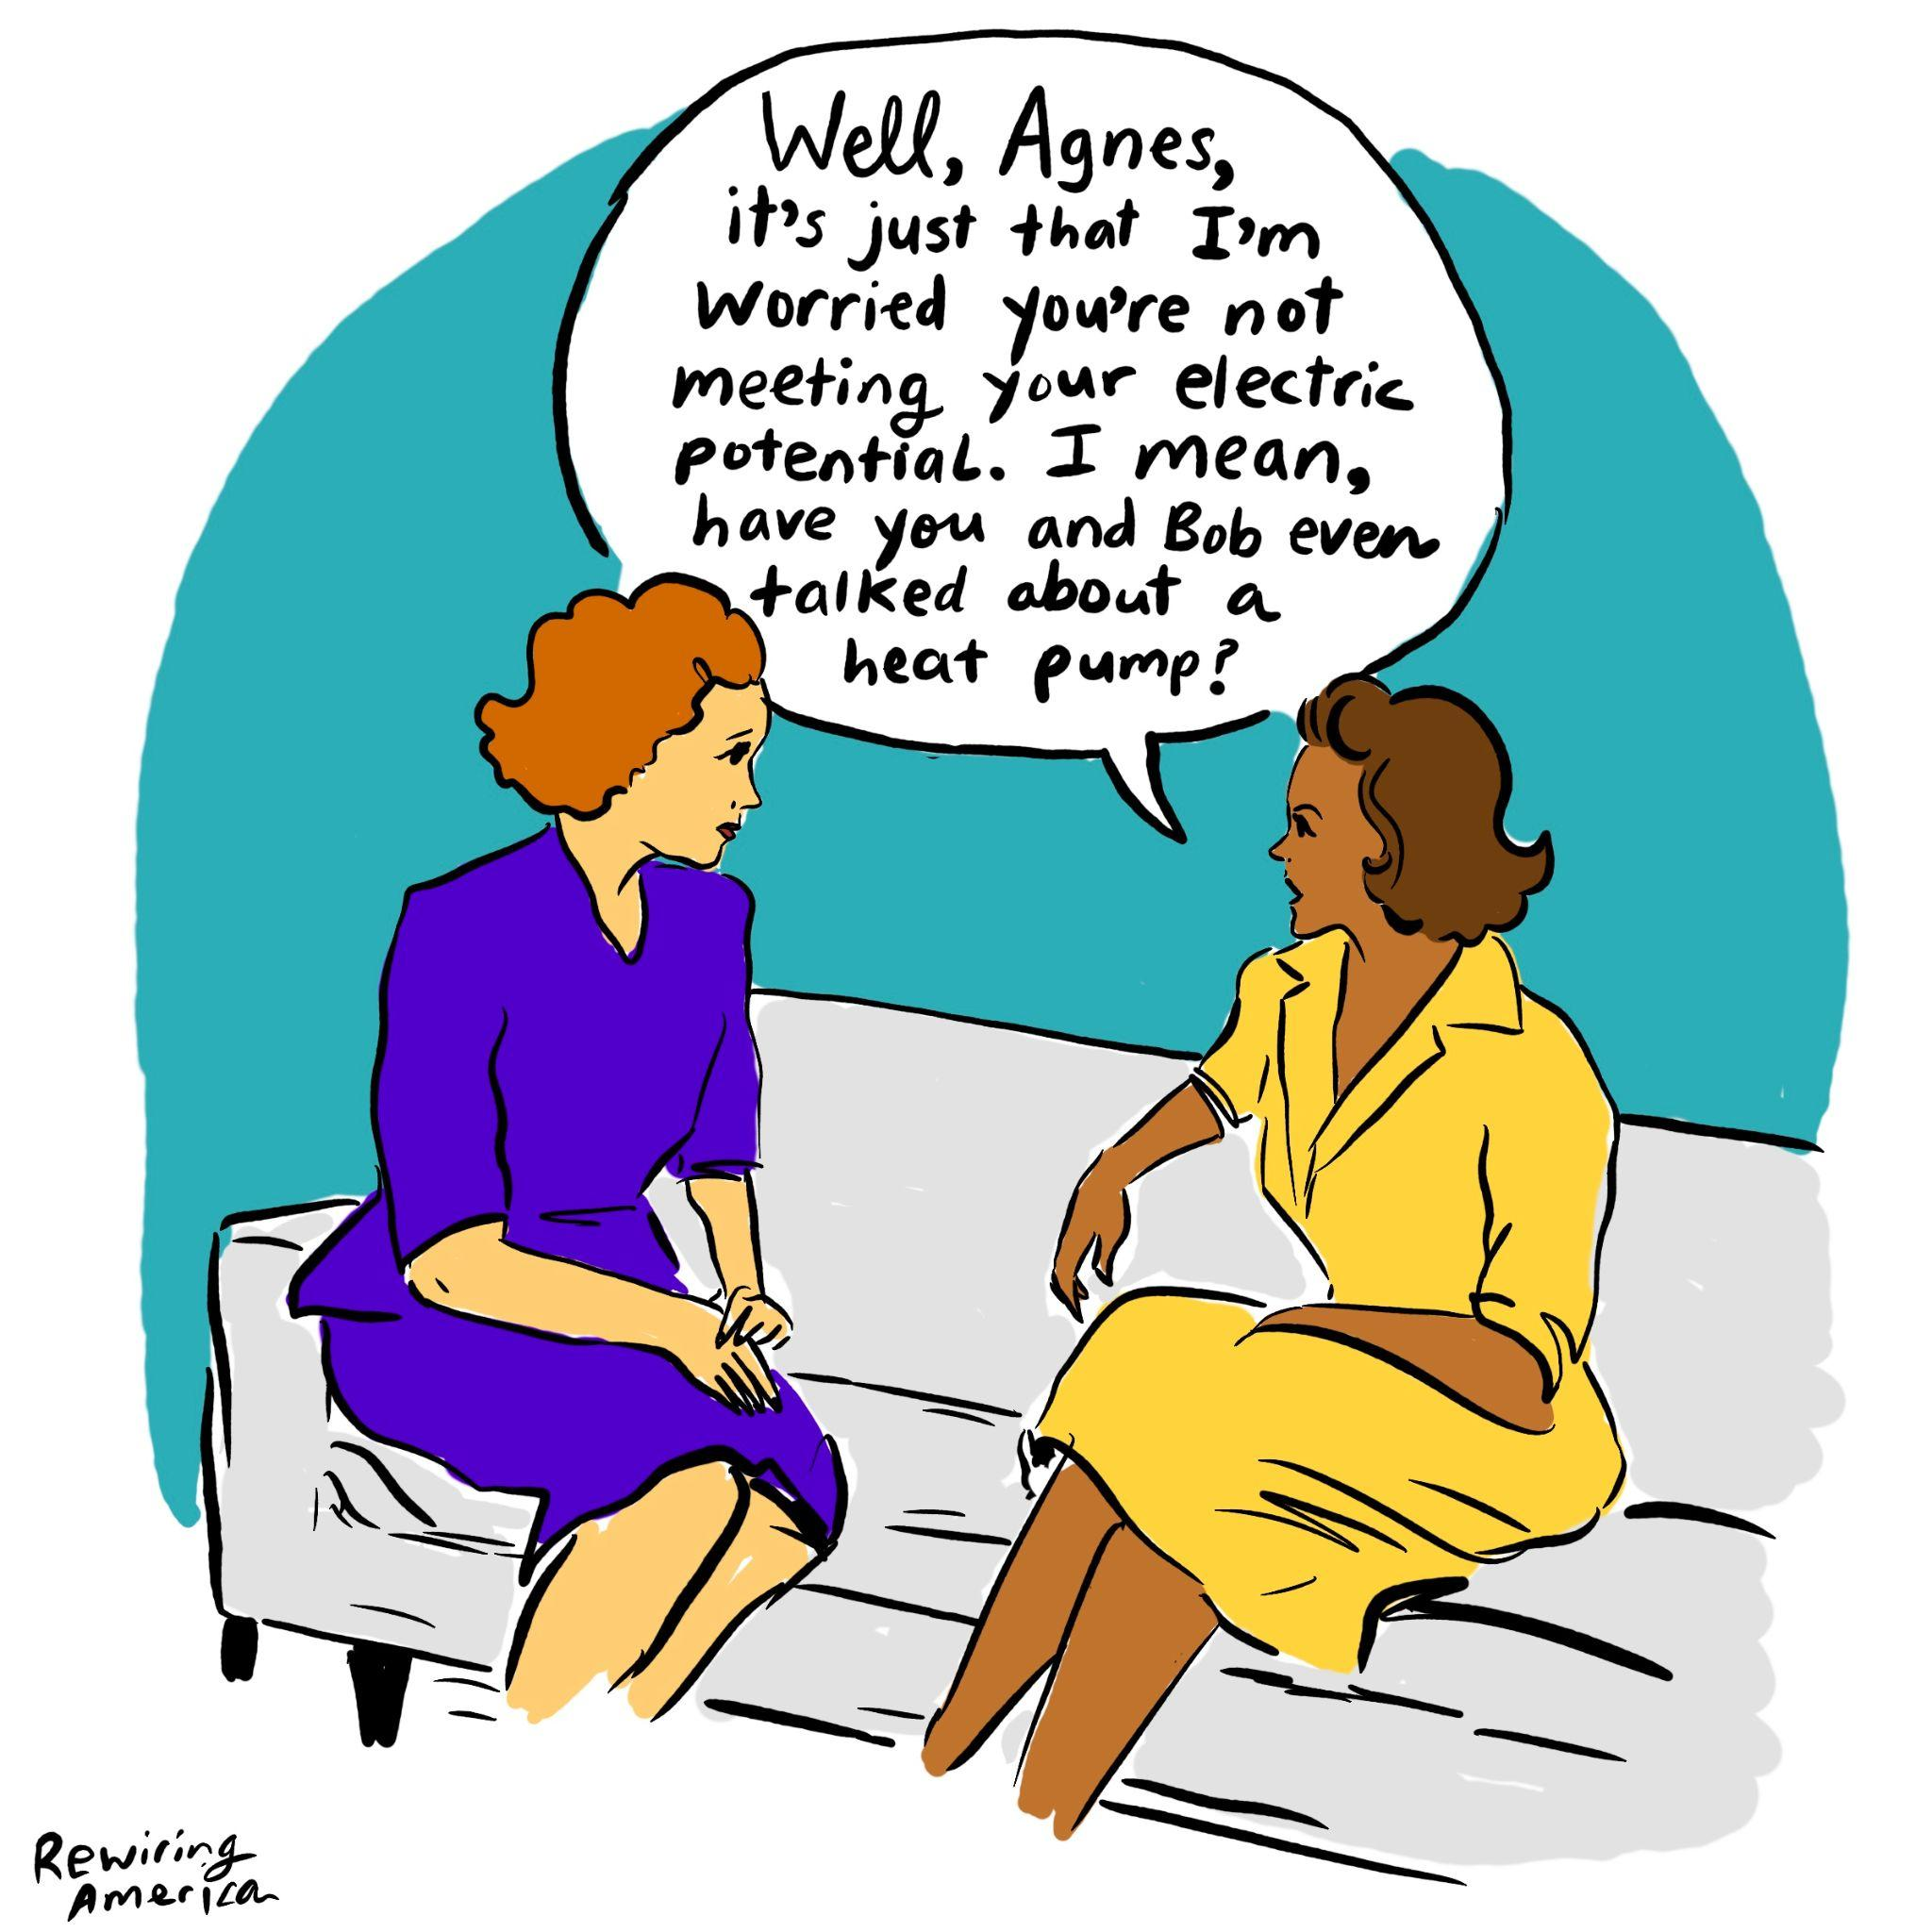 Well, Agnes,
it's just that I'm
worried you're not
meeting your electric
potential. I mean,
have you and Bob even
talked about a
heat pump?
Rewiring
America